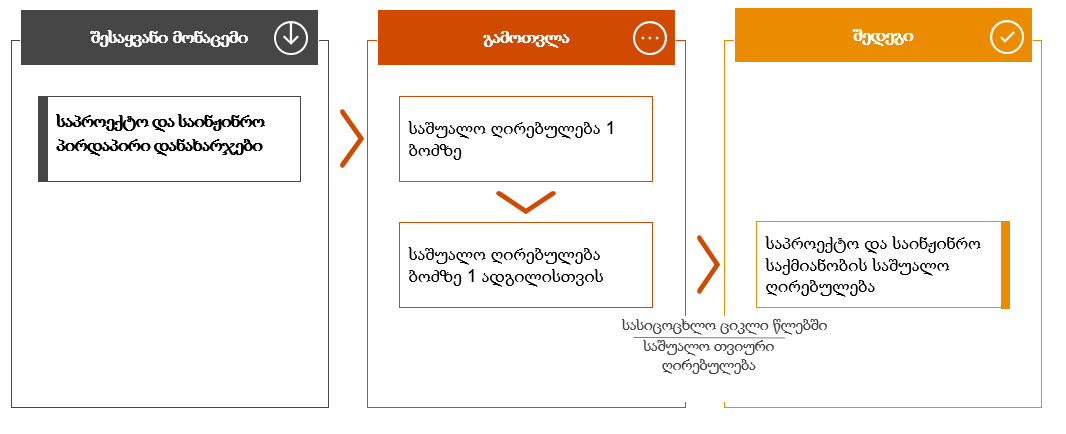 შესაყვანი მონაცემი
გამოთვლა
შედეგი
საპროექტო და საინჟინრო
პირდაპირი დანახარჯები
საშუალო ღირებულება 1
ბოძზე
საშუალო ღირებულება
ბოძზე 1 ადგილისთვის
საპროექტო და საინჟინრო
საქმიანობის საშუალო
ღირებულება
სასიცოცხლო ციკლი წლებში
საშუალო თვიური
ღირებულება